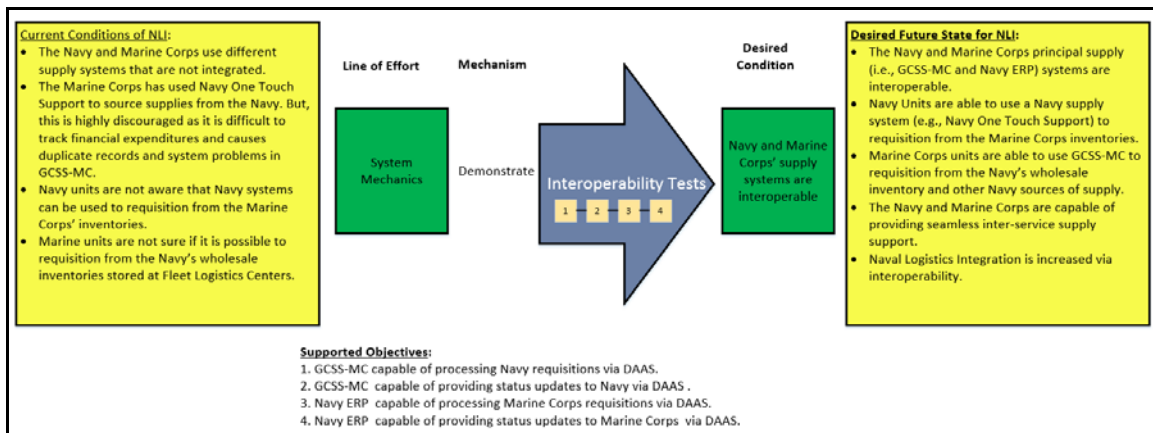 Current Conditions of NLI:
• The Navy and Marine Corps use different
supply systems that are not integrated.
• The Marine Corps has used Navy One Touch
Support to source supplies from the Navy. But,
this is highly discouraged as it is difficult to
track financial expenditures and causes
duplicate records and system problems in
GCSS-MC.
• Navy units are not aware that Navy systems
can be used to requisition from the Marine
Corps' inventories.
• Marine units are not sure if it is possible to
requisition from the Navy's wholesale
inventories stored at Fleet Logistics Centers.
Line of Effort
System
Mechanics
Mechanism
Demonstrate
Interoperability Tests
1 2 3 4
Desired
Condition
Navy and Marine
Corps' supply
systems are
interoperable
Desired Future State for NLI:
• The Navy and Marine Corps principal supply
(i.e., GCSS-MC and Navy ERP) systems are
interoperable.
• Navy Units are able to use a Navy supply
system (e.g., Navy One Touch Support) to
requisition from the Marine Corps inventories.
• Marine Corps units are able to use GCSS-MC to
requisition from the Navy's wholesale
inventory and other Navy sources of supply.
• The Navy and Marine Corps are capable of
providing seamless inter-service supply
support.
• Naval Logistics Integration is increased via
interoperability.
Supported Objectives:
1. GCSS-MC capable of processing Navy requisitions via DAAS.
2. GCSS-MC capable of providing status updates to Navy via DAAS .
3. Navy ERP capable of processing Marine Corps requisitions via DAAS.
4. Navy ERP capable of providing status updates to Marine Corps via DAAS.